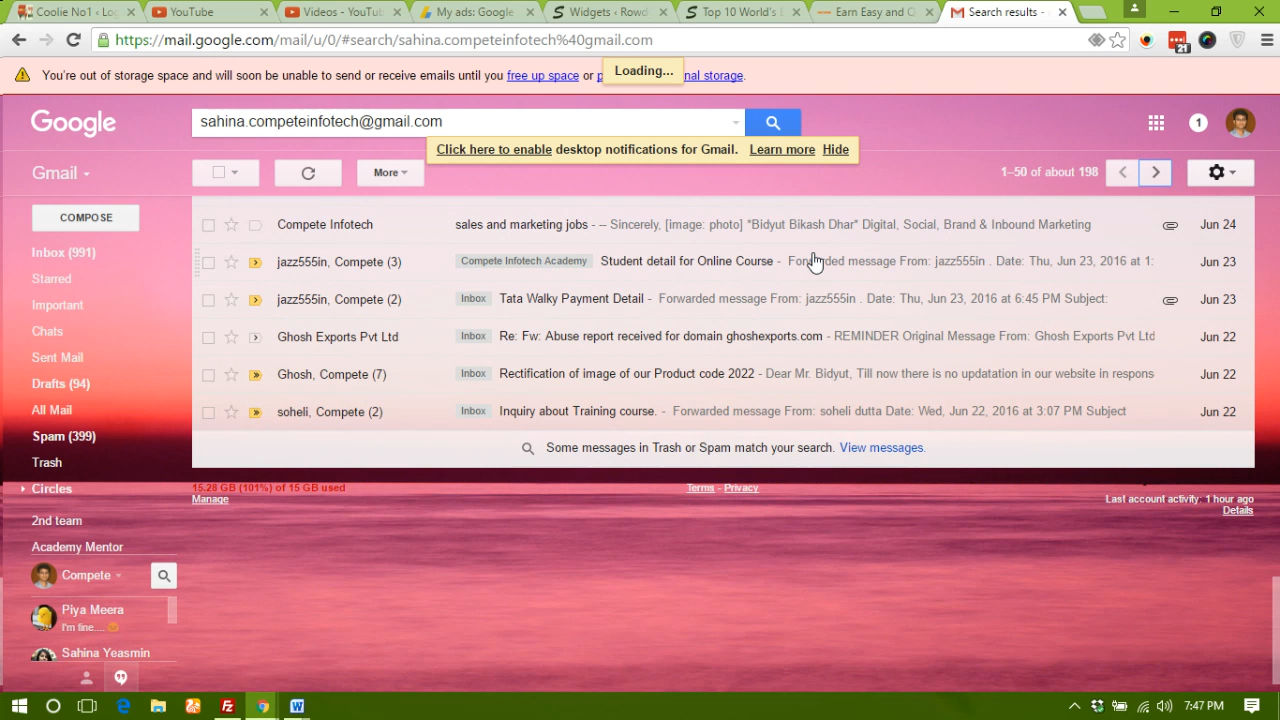 Coolie No1 ‹ Log
YouTube
Videos - YouTu
My ads: Google
Widgets ‹ Rowd
Top 10 World's
Earn Easy and Q
Search results -
https://mail.google.com/mail/u/0/#search/sahina.competeinfotech%40gmail.com
21
You're out of storage space and will soon be unable to send or receive emails until you free up space or p nal storage.
Loading...
Google
sahina.competeinfotech@gmail.com
1
Click here to enable desktop notifications for Gmail. Learn more Hide
Gmail
More
1–50 of about 198
COMPOSE
Inbox (991)
Starred
Important
Chats
Sent Mail
Drafts (94)
All Mail
Spam (399)
Trash
Circles
2nd team
Academy Mentor
Compete
Piya Meera
I'm fine....
Sahina Yeasmin
Compete Infotech sales and marketing jobs - -- Sincerely, [image: photo] *Bidyut Bikash Dhar* Digital, Social, Brand & Inbound Marketing Jun 24
jazz555in, Compete (3) Compete Infotech Academy Student detail for Online Course - Forwarded message From: jazz555in . Date: Thu, Jun 23, 2016 at 1: Jun 23
jazz555in, Compete (2) Inbox Tata Walky Payment Detail - Forwarded message From: jazz555in . Date: Thu, Jun 23, 2016 at 6:45 PM Subject: Jun 23
Ghosh Exports Pvt Ltd Inbox Re: Fw: Abuse report received for domain ghoshexports.com - REMINDER Original Message From: Ghosh Exports Pvt Ltd Jun 22
Ghosh, Compete (7) Inbox Rectification of image of our Product code 2022 - Dear Mr. Bidyut, Till now there is no updatation in our website in respons Jun 22
soheli, Compete (2) Inbox Inquiry about Training course. - Forwarded message From: soheli dutta Date: Wed, Jun 22, 2016 at 3:07 PM Subject Jun 22
Some messages in Trash or Spam match your search. View messages.
15.28 GB (101%) of 15 GB used
Manage
Terms - Privacy
Last account activity: 1 hour ago
Details
7:47 PM